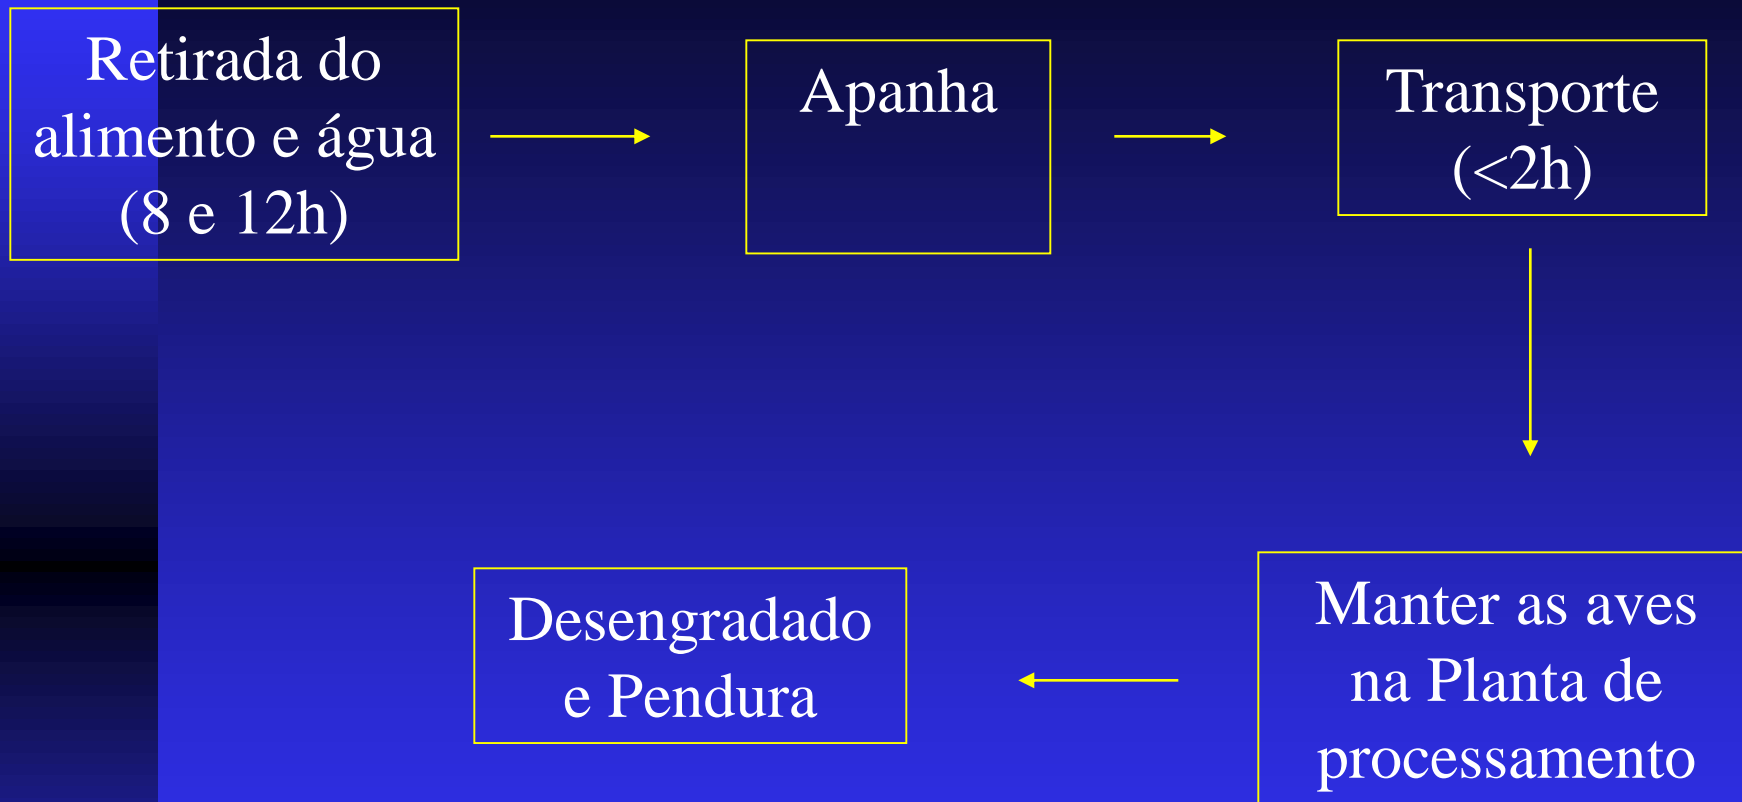 Retirada do
alimento e água
(8 e 12h)
Apanha
Transporte
(<2h)
Manter as aves
na Planta de
processamento
Desengradado
e Pendura